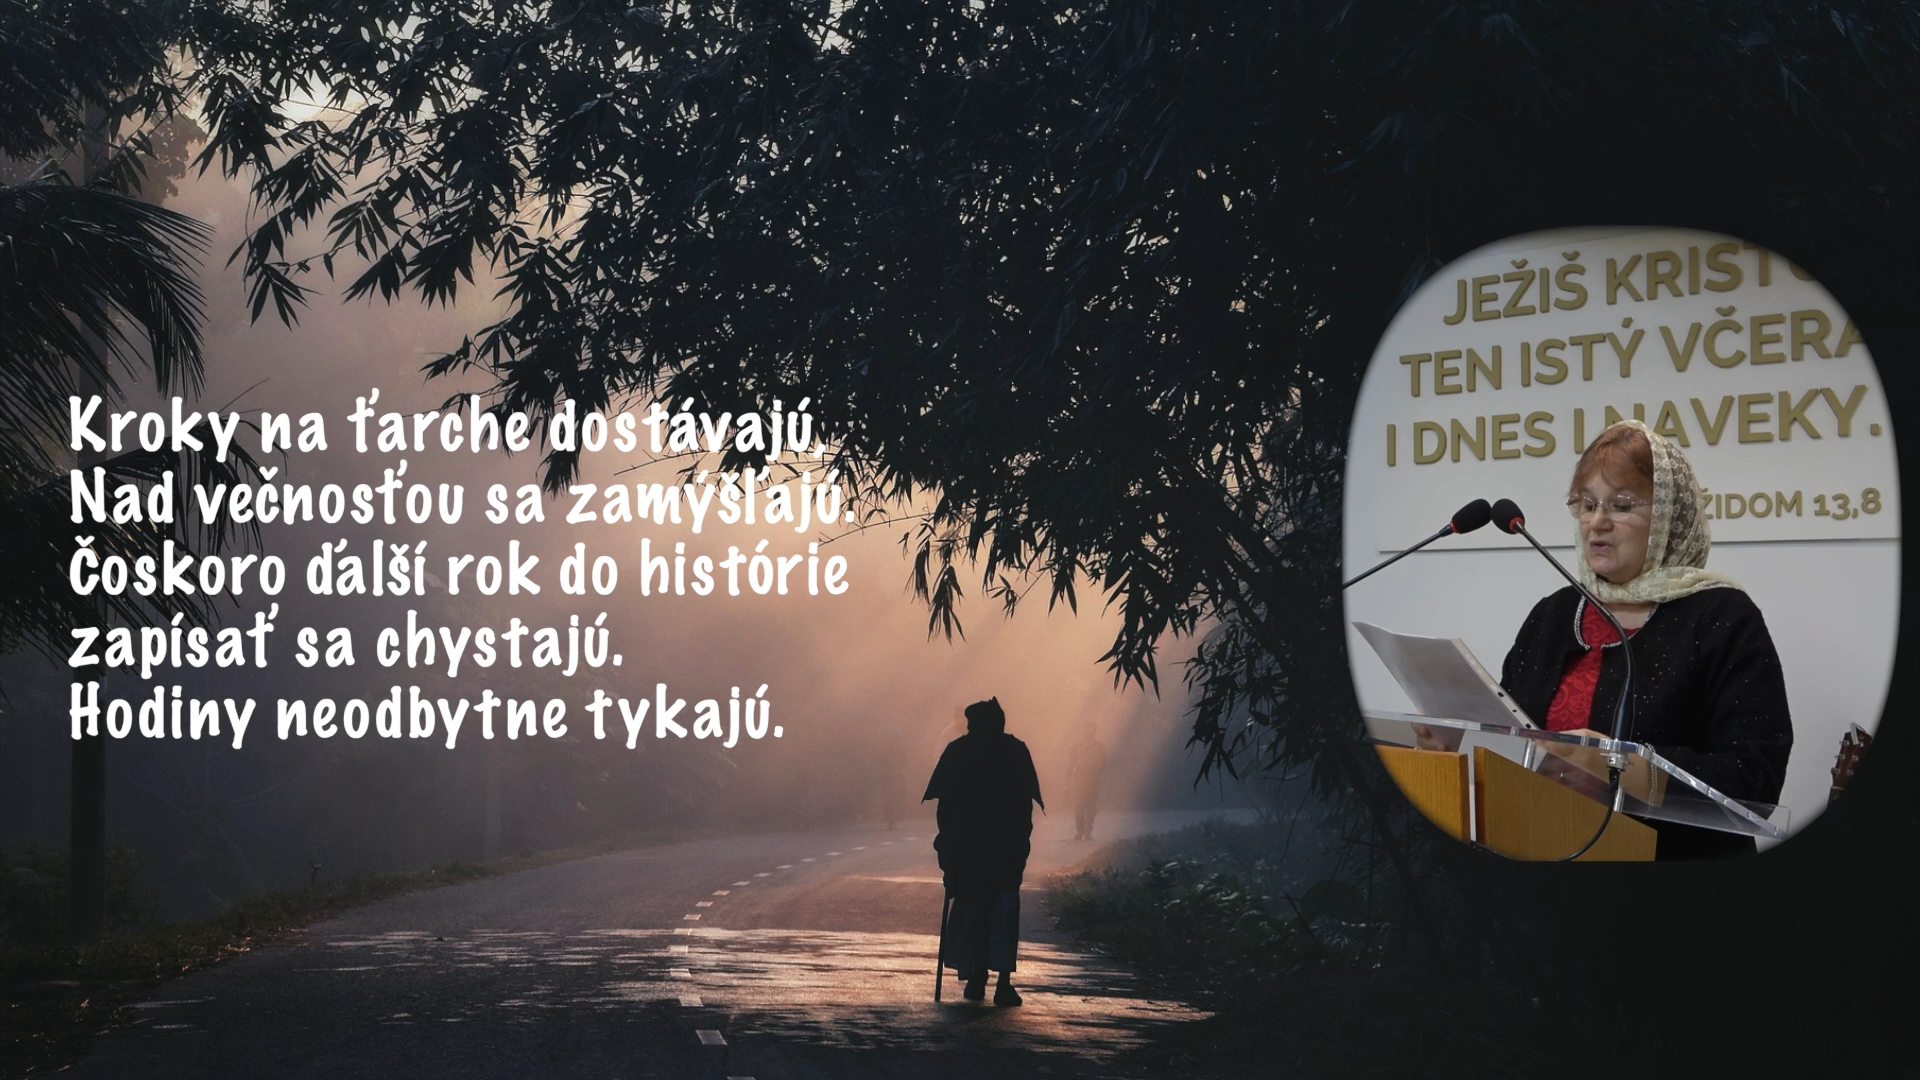 Kroky na ťarche dostávajú,
Nad večnosťou sa zamýšľajú.
Čoskoro ďalší rok do histórie
zapísať sa chystajú.
Hodiny neodbytne tykajú.
JEŽIŠ KRISTU
TEN ISTÝ VČERA
I DNES I NAVEKY.
ŽIDOM 13,8